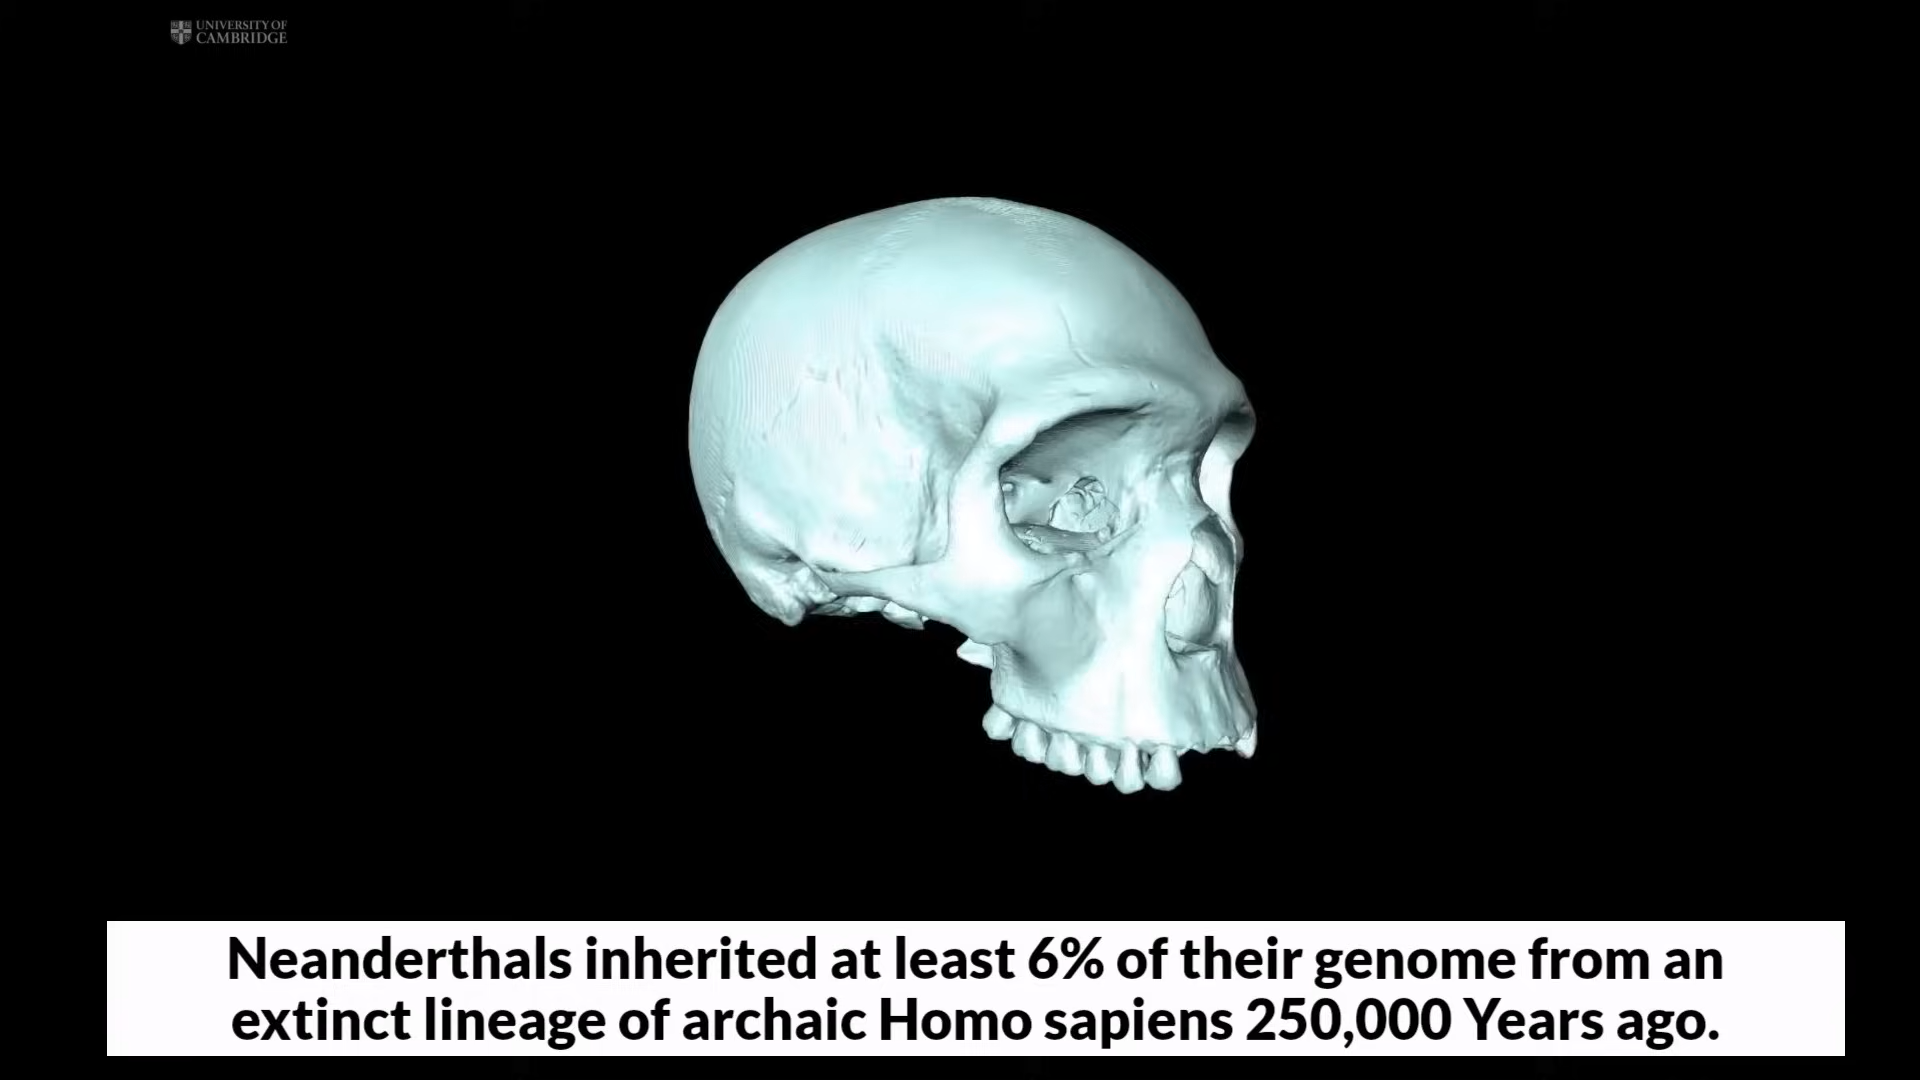 UNIVERSITY OF
CAMBRIDGE
Neanderthals inherited at least 6% of their genome from an
extinct lineage of archaic Homo sapiens 250,000 Years ago.